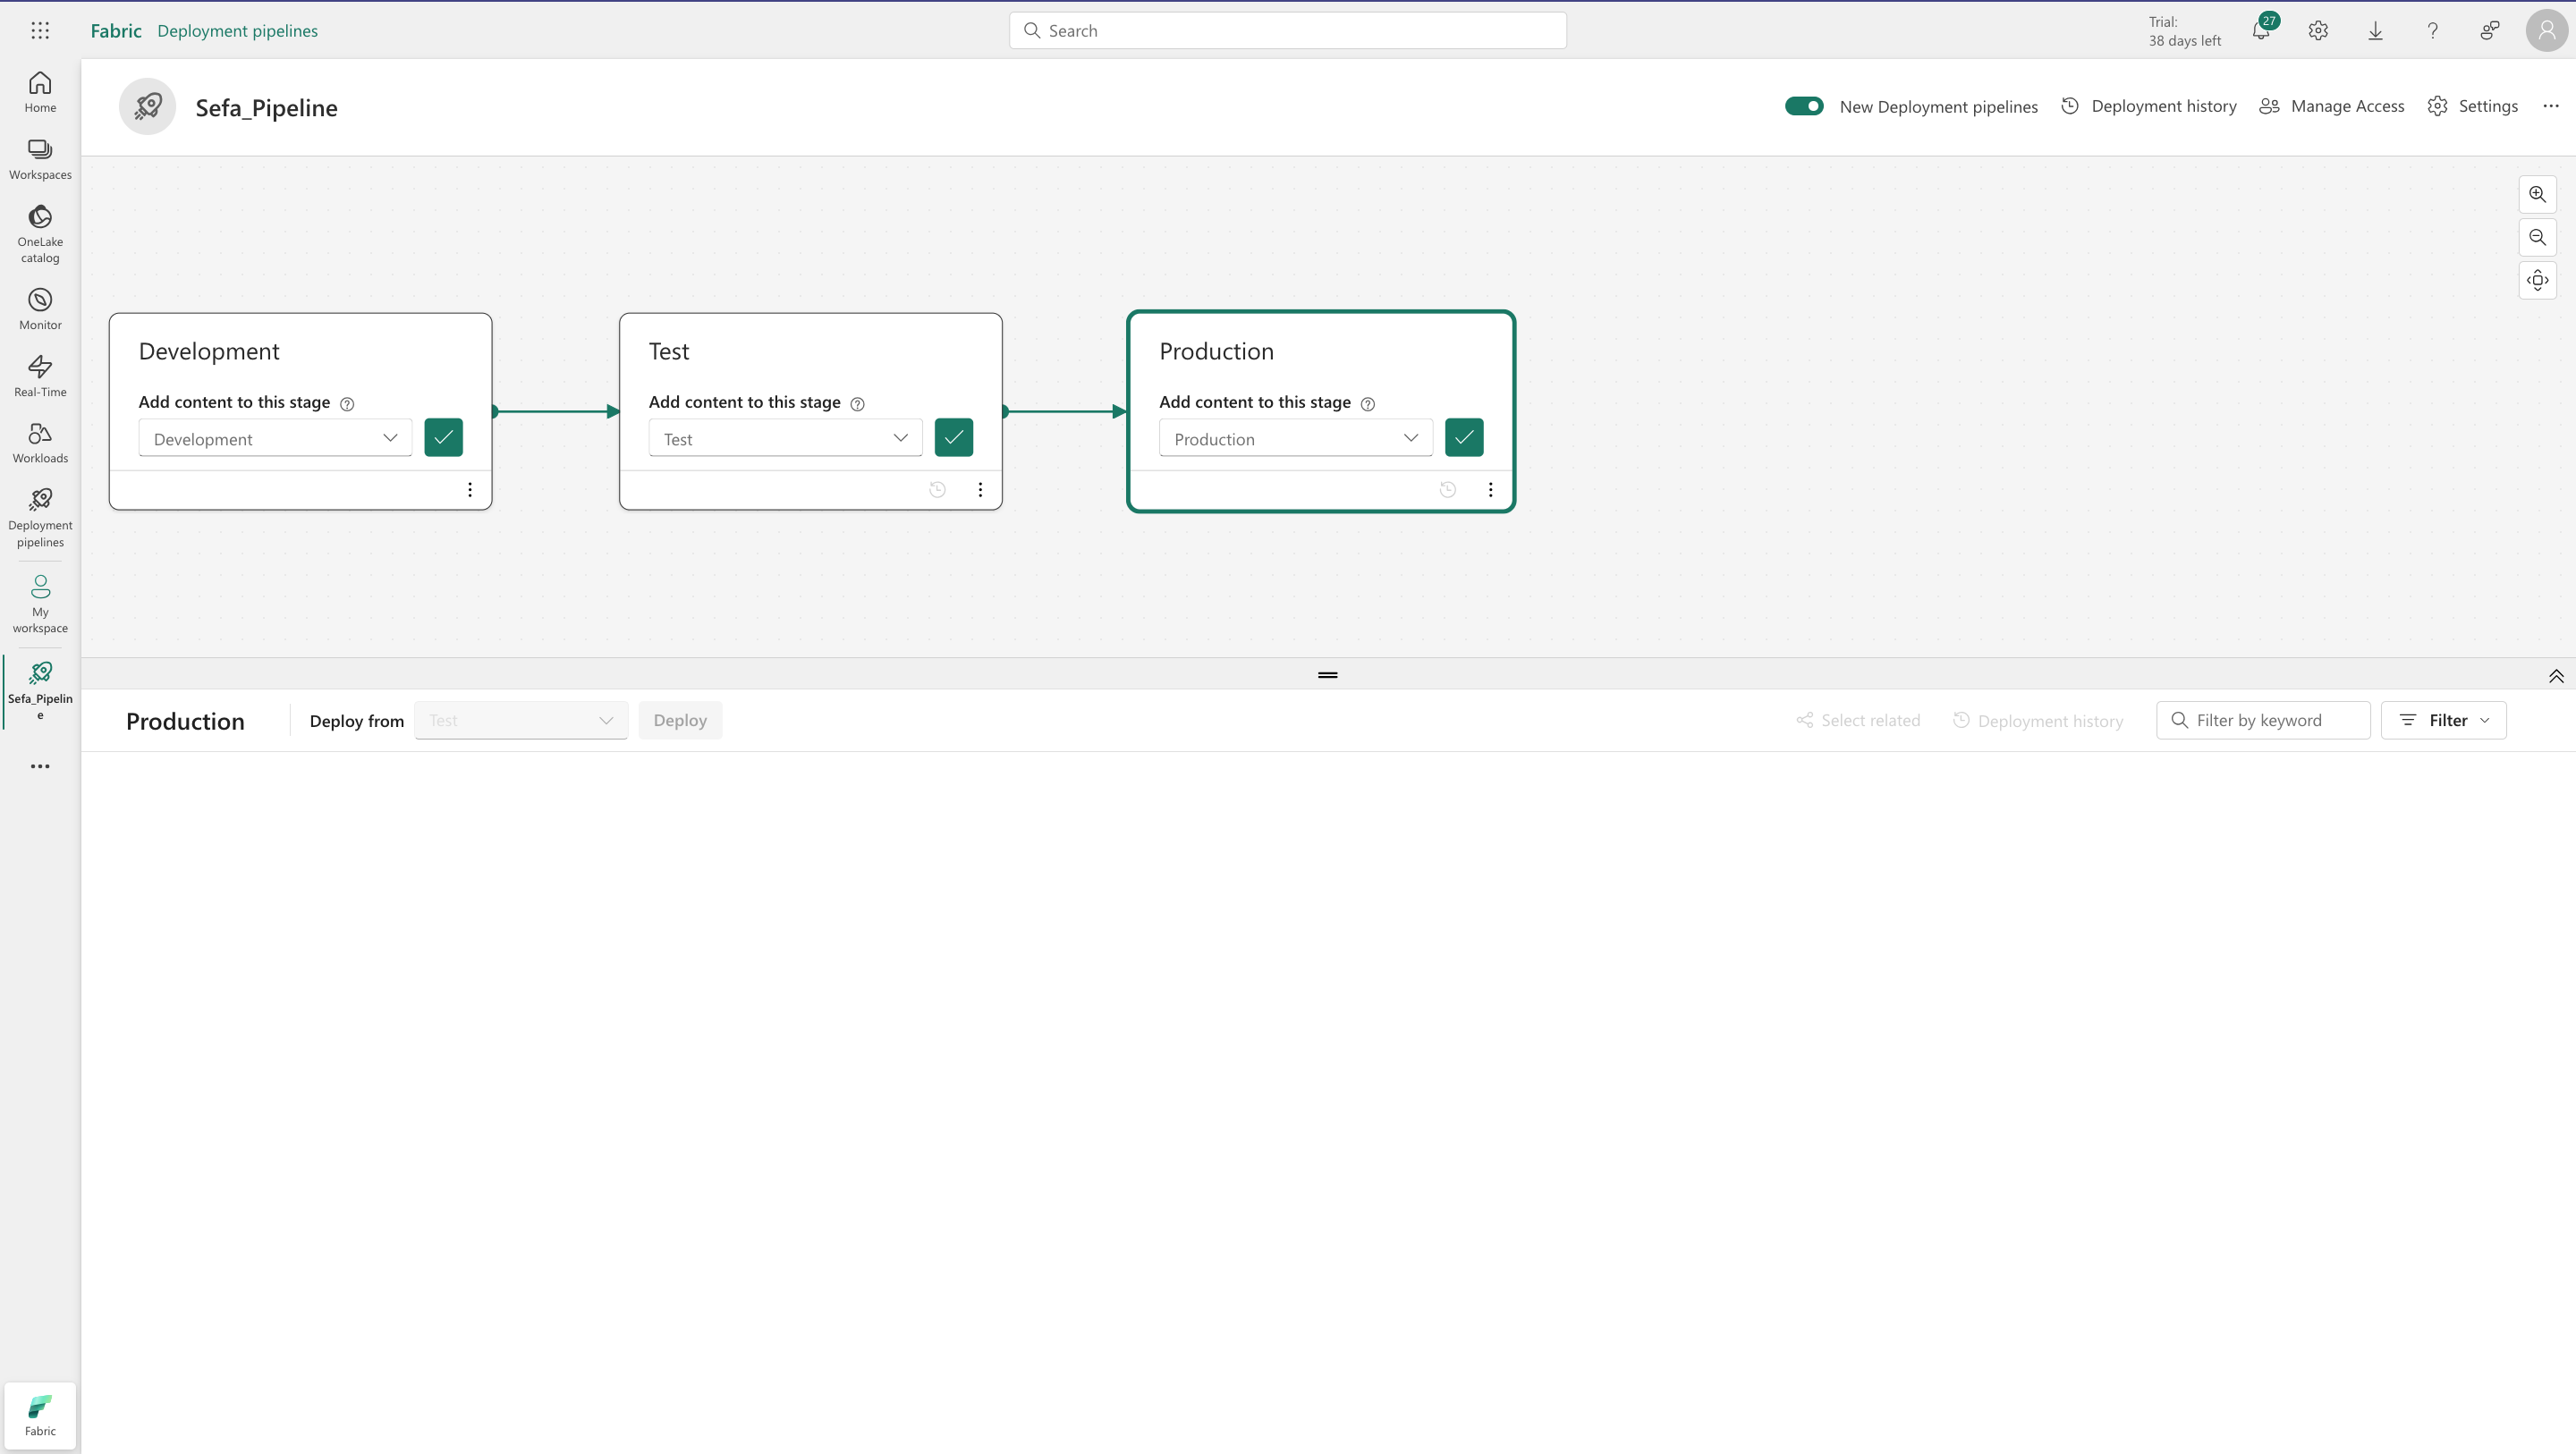 Fabric Deployment pipelines
Search
Trial:
38 days left
27
Home
Workspaces
OneLake
catalog
Monitor
Real-Time
Workloads
Deployment
pipelines
My
workspace
Sefa_Pipelin
e
Fabric
Sefa_Pipeline
New Deployment pipelines
Deployment history
Manage Access
Settings
Development
Add content to this stage
Development
Test
Add content to this stage
Test
Production
Add content to this stage
Production
Production
Deploy from
Test
Deploy
Select related
Deployment history
Filter by keyword
Filter